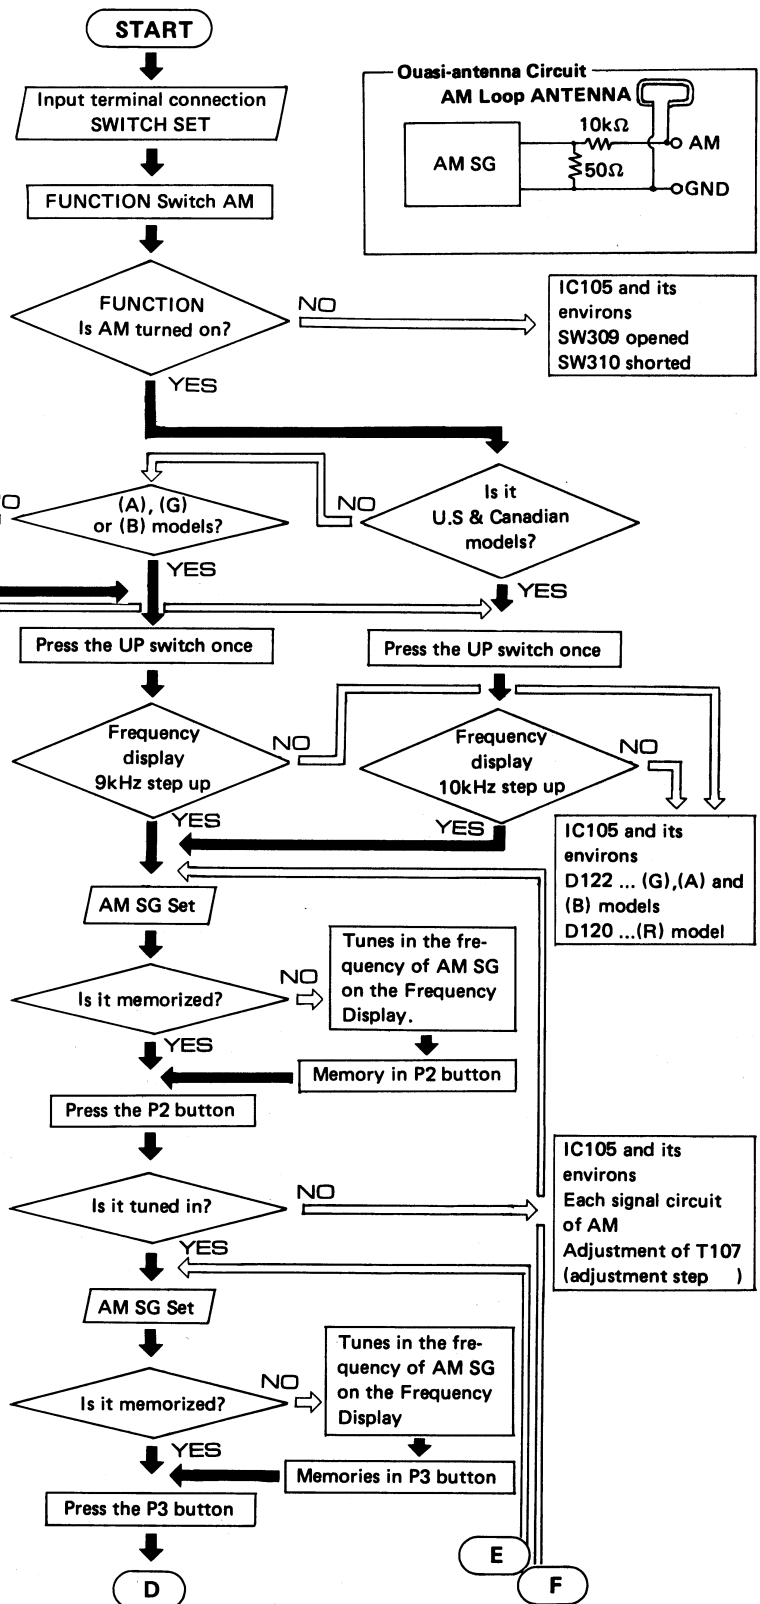 START
Input terminal connection
SWITCH SET
Ouasi-antenna Circuit
AM Loop ANTENNA
10kΩ
AM
AM SG
50Ω
GND
FUNCTION Switch AM
FUNCTION
Is AM turned on?
NO
IC105 and its
environs
SW309 opened
SW310 shorted
YES
(A), (G)
or (B) models?
NO
Is it
U.S & Canadian
models?
YES
YES
Press the UP switch once
Press the UP switch once
Frequency
display
9kHz step up
NO
Frequency
display
10kHz step up
NO
YES
YES
IC105 and its
environs
D122 ... (G),(A) and
(B) models
D120 ...(R) model
AM SG Set
Is it memorized?
NO
Tunes in the fre-
quency of AM SG
on the Frequency
Display.
YES
Memory in P2 button
Press the P2 button
Is it tuned in?
NO
IC105 and its
environs
Each signal circuit
of AM
Adjustment of T107
(adjustment step )
YES
AM SG Set
Is it memorized?
NO
Tunes in the fre-
quency of AM SG
on the Frequency
Display
YES
Memories in P3 button
Press the P3 button
E
D
F